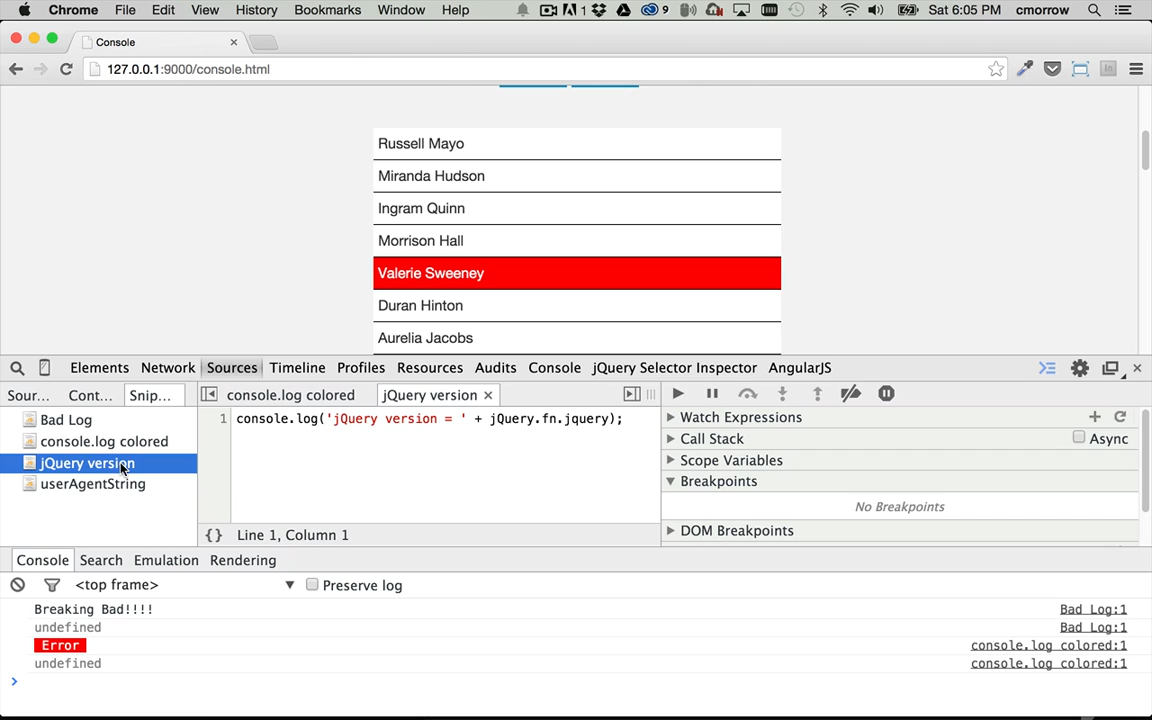 Chrome File Edit View History Bookmarks Window Help 1 9 Sat 6:05 PM cmorrow
Console
127.0.0.1:9000/console.html
Russell Mayo
Miranda Hudson
Ingram Quinn
Morrison Hall
Valerie Sweeney
Duran Hinton
Aurelia Jacobs
Elements Network Sources Timeline Profiles Resources Audits Console jQuery Selector Inspector AngularJS
Sour... Cont... Snip... console.log colored jQuery version
Bad Log
console.log colored
jQuery version
userAgentString
1 console.log('jQuery version = ' + jQuery.fn.jquery);
{} Line 1, Column 1
Watch Expressions
Call Stack Async
Scope Variables
Breakpoints
No Breakpoints
DOM Breakpoints
Console Search Emulation Rendering
<top frame> Preserve log
Breaking Bad!!!! Bad Log:1
undefined Bad Log:1
Error console.log colored:1
undefined console.log colored:1